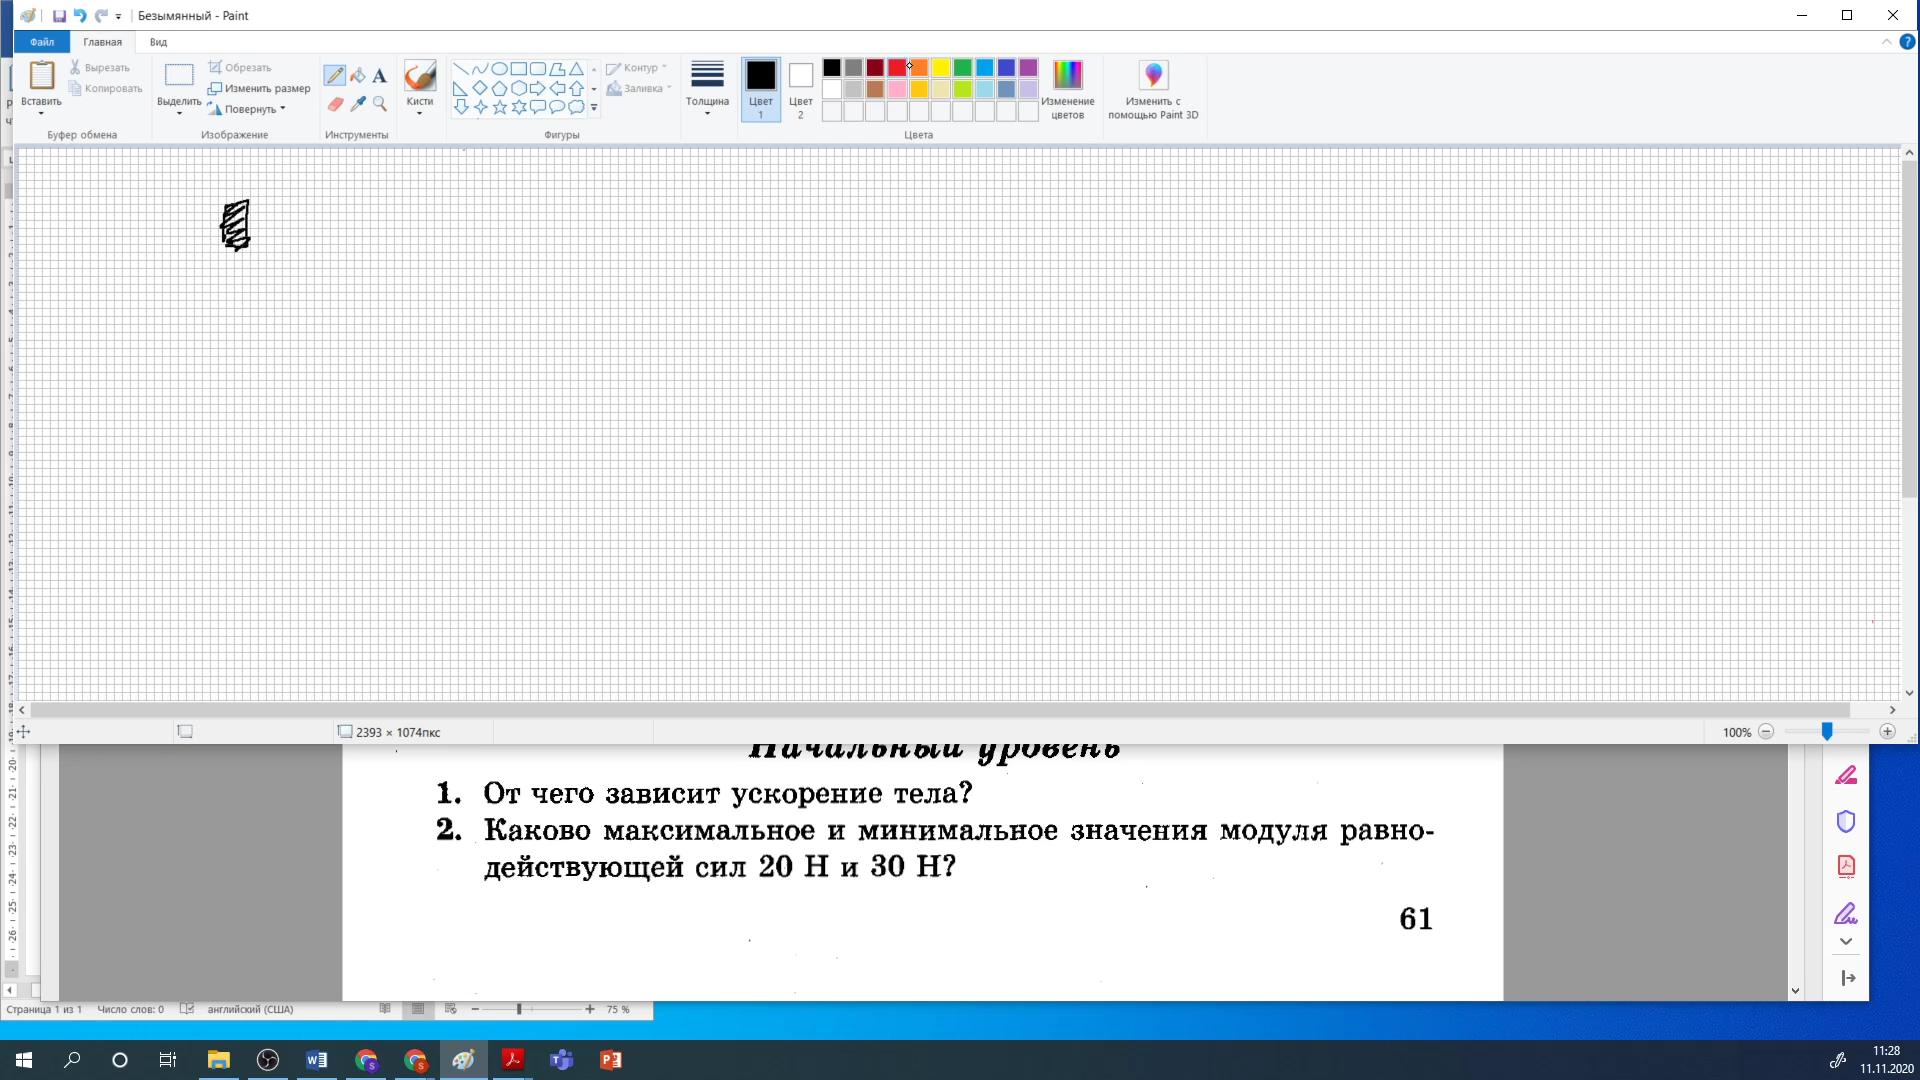 Безымянный - Paint
Файл Главная Вид
Вставить
Вырезать
Копировать
Буфер обмена
Выделить
Обрезать
Изменить размер
Повернуть
Изображение
A
Инструменты
Кисти
Контур
Заливка
Фигуры
Толщина
Цвет 1
Цвет 2
Изменение цветов
Цвета
Изменить с помощью Paint 3D
2393 × 1074пкс
100%
Начальный уровень
1. От чего зависит ускорение тела?
2. Каково максимальное и минимальное значения модуля равно-
действующей сил 20 Н и 30 Н?
61
Страница 1 из 1 Число слов: 0 английский (США) 75 %
11:28
11.11.2020